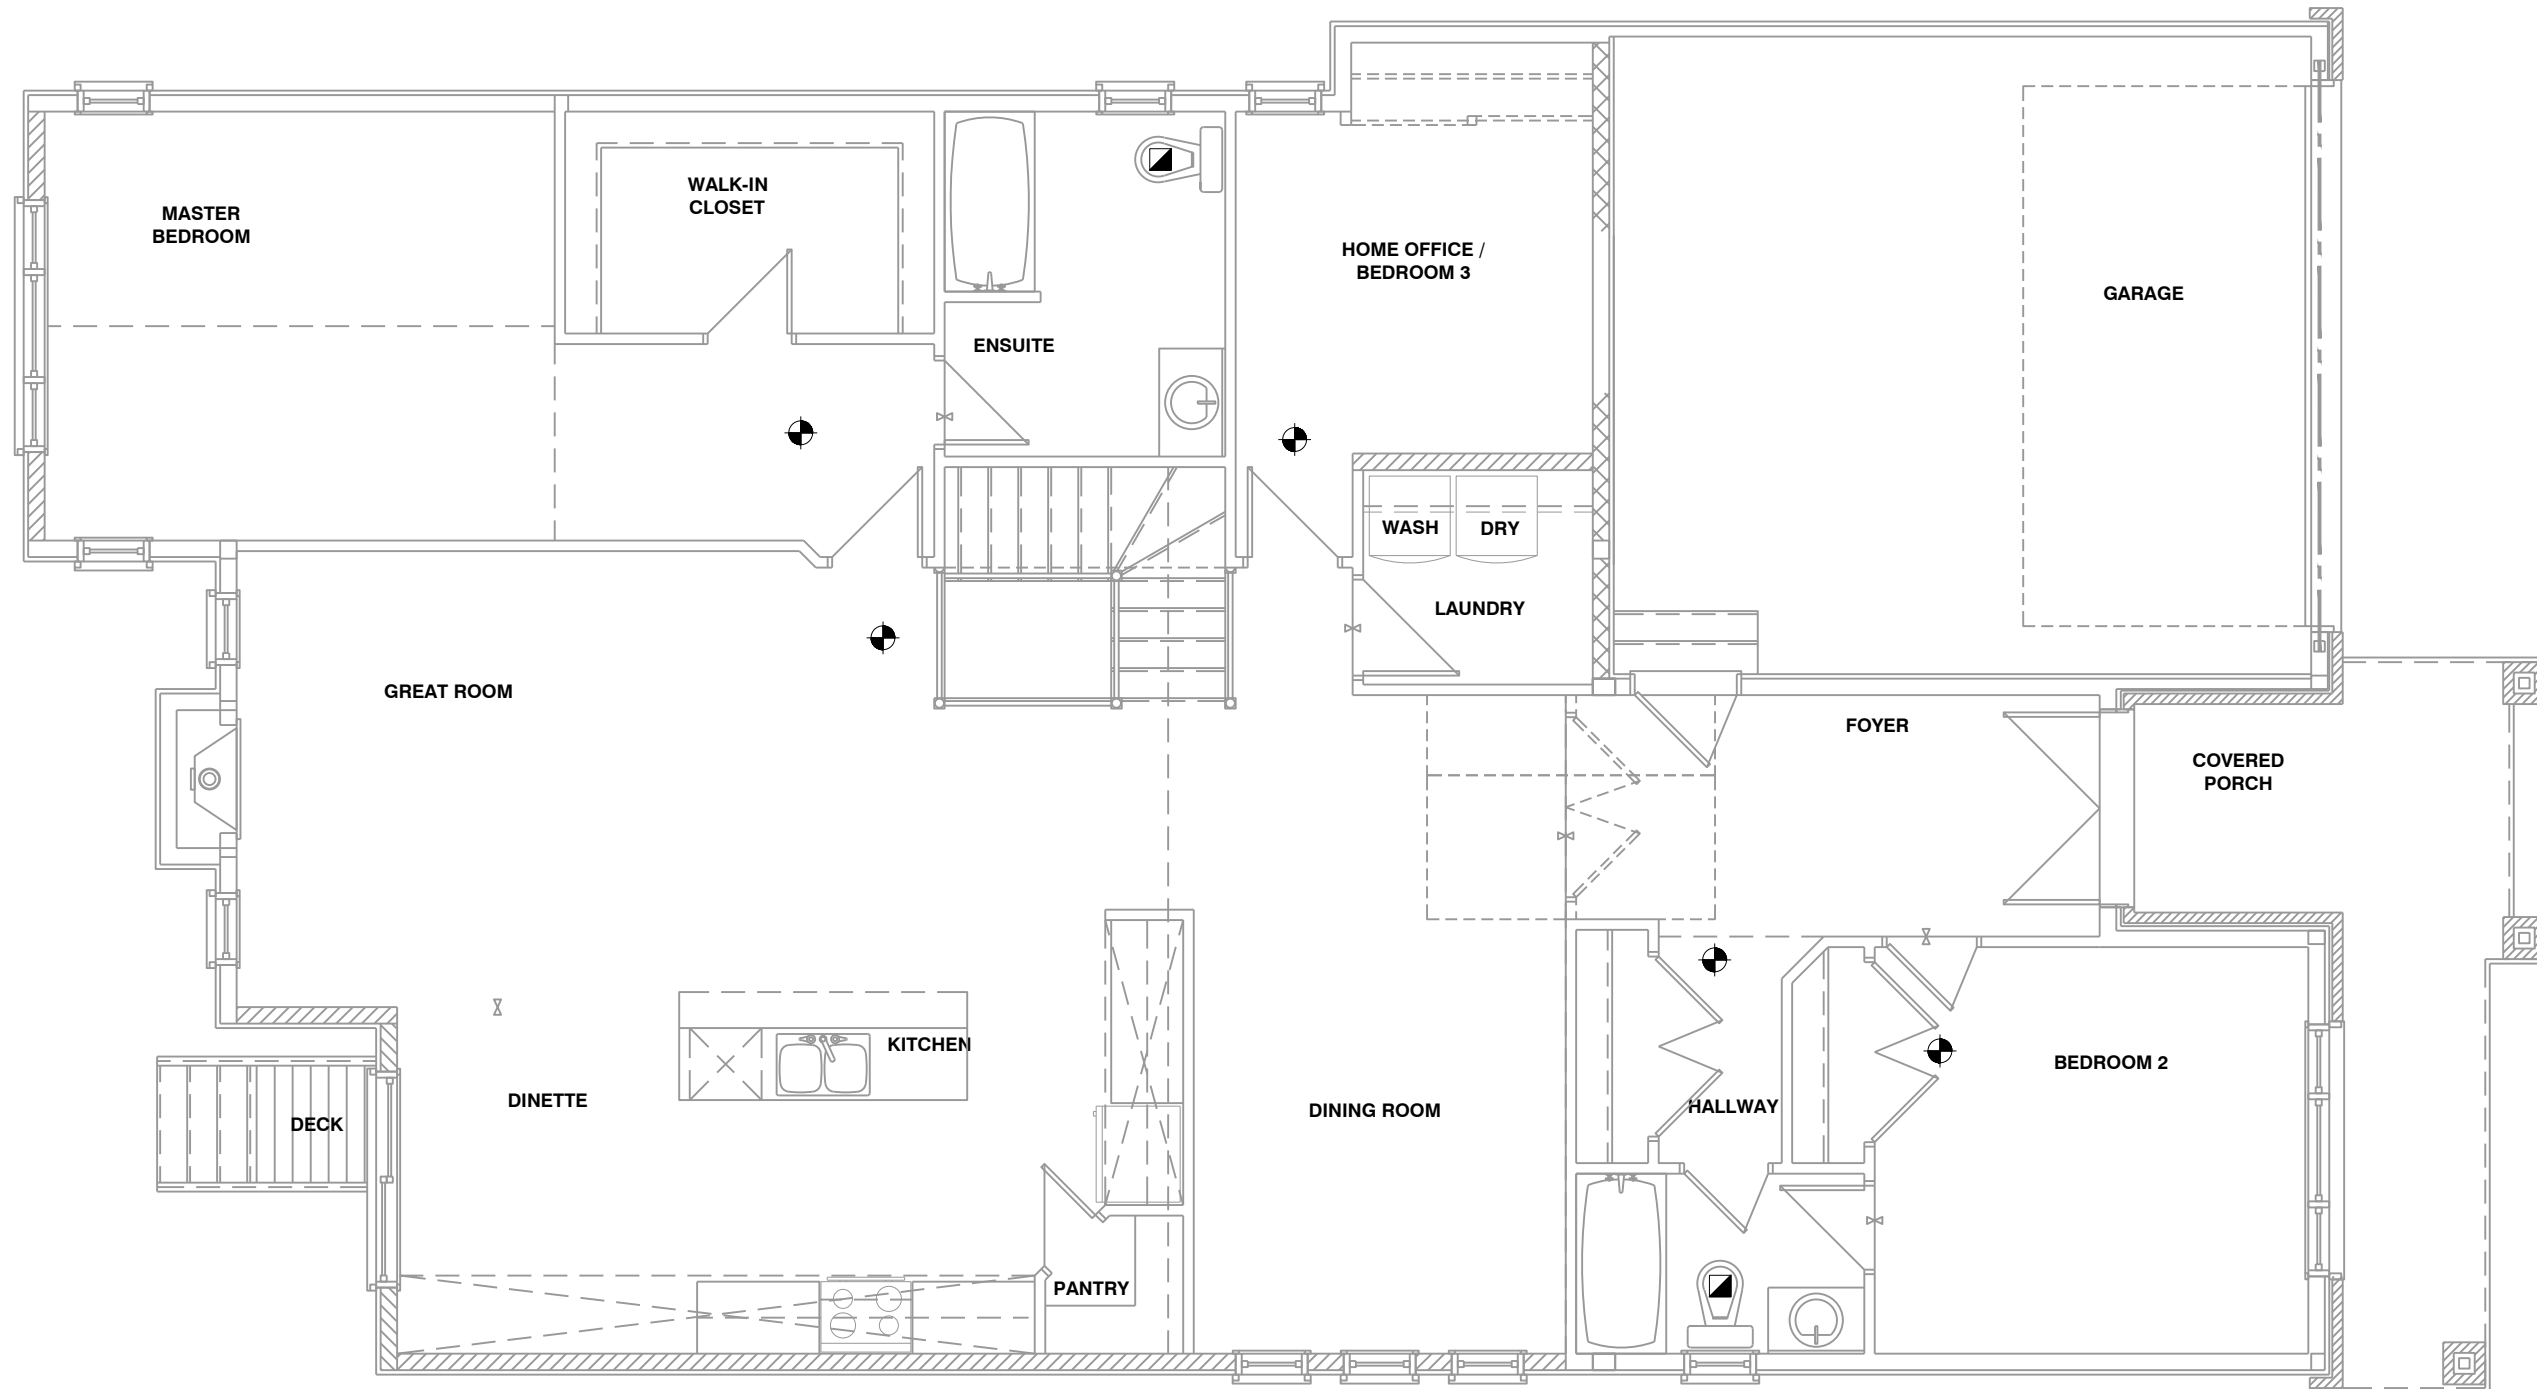 MASTER
BEDROOM
WALK-IN
CLOSET
ENSUITE
HOME OFFICE /
BEDROOM 3
GARAGE
WASH
DRY
LAUNDRY
GREAT ROOM
FOYER
COVERED
PORCH
KITCHEN
DINETTE
DECK
DINING ROOM
HALLWAY
BEDROOM 2
PANTRY